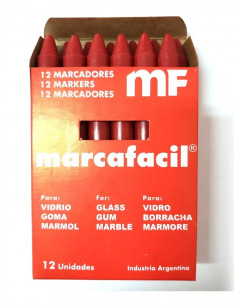 12 MARCADORES
12 MARKERS
12 MARCADORES
MF
marcafacil®
Para:
VIDRIO
GOMA
MARMOL
For:
GLASS
GUM
MARBLE
Para:
VIDRO
BORRACHA
MARMORE
12 Unidades
Industria Argentina